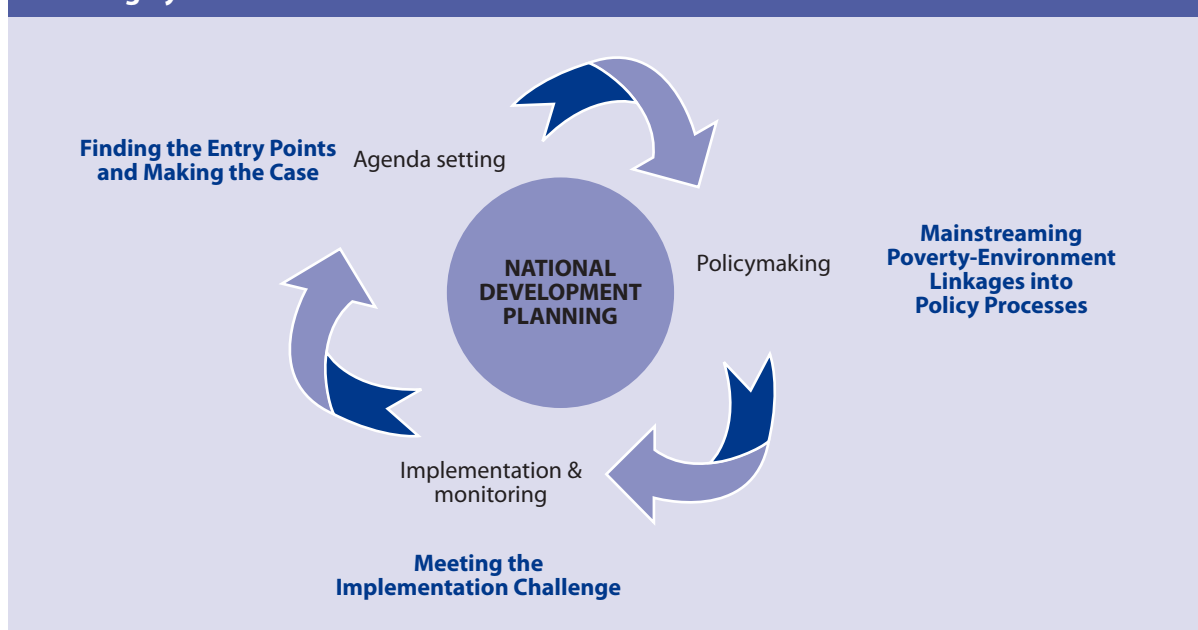 Finding the Entry Points
and Making the Case
Agenda setting
NATIONAL
DEVELOPMENT
PLANNING
Policymaking
Mainstreaming
Poverty-Environment
Linkages into
Policy Processes
Implementation &
monitoring
Meeting the
Implementation Challenge